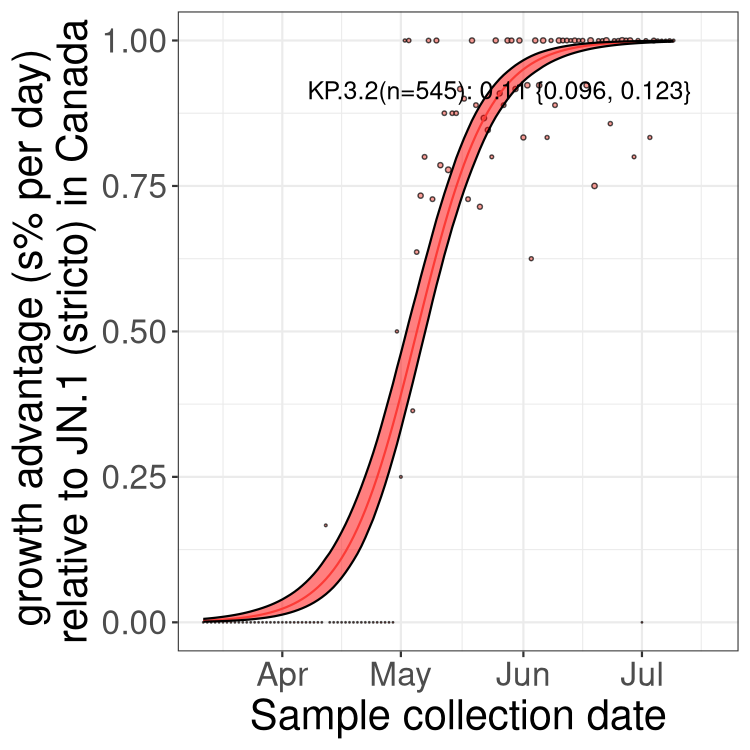 growth advantage (s% per day)
relative to JN.1 (stricto) in Canada
1.00
0.75
0.50
0.25
0.00
KP.3.2(n=545): 0.11 {0.096, 0.123}
Apr May Jun Jul
Sample collection date